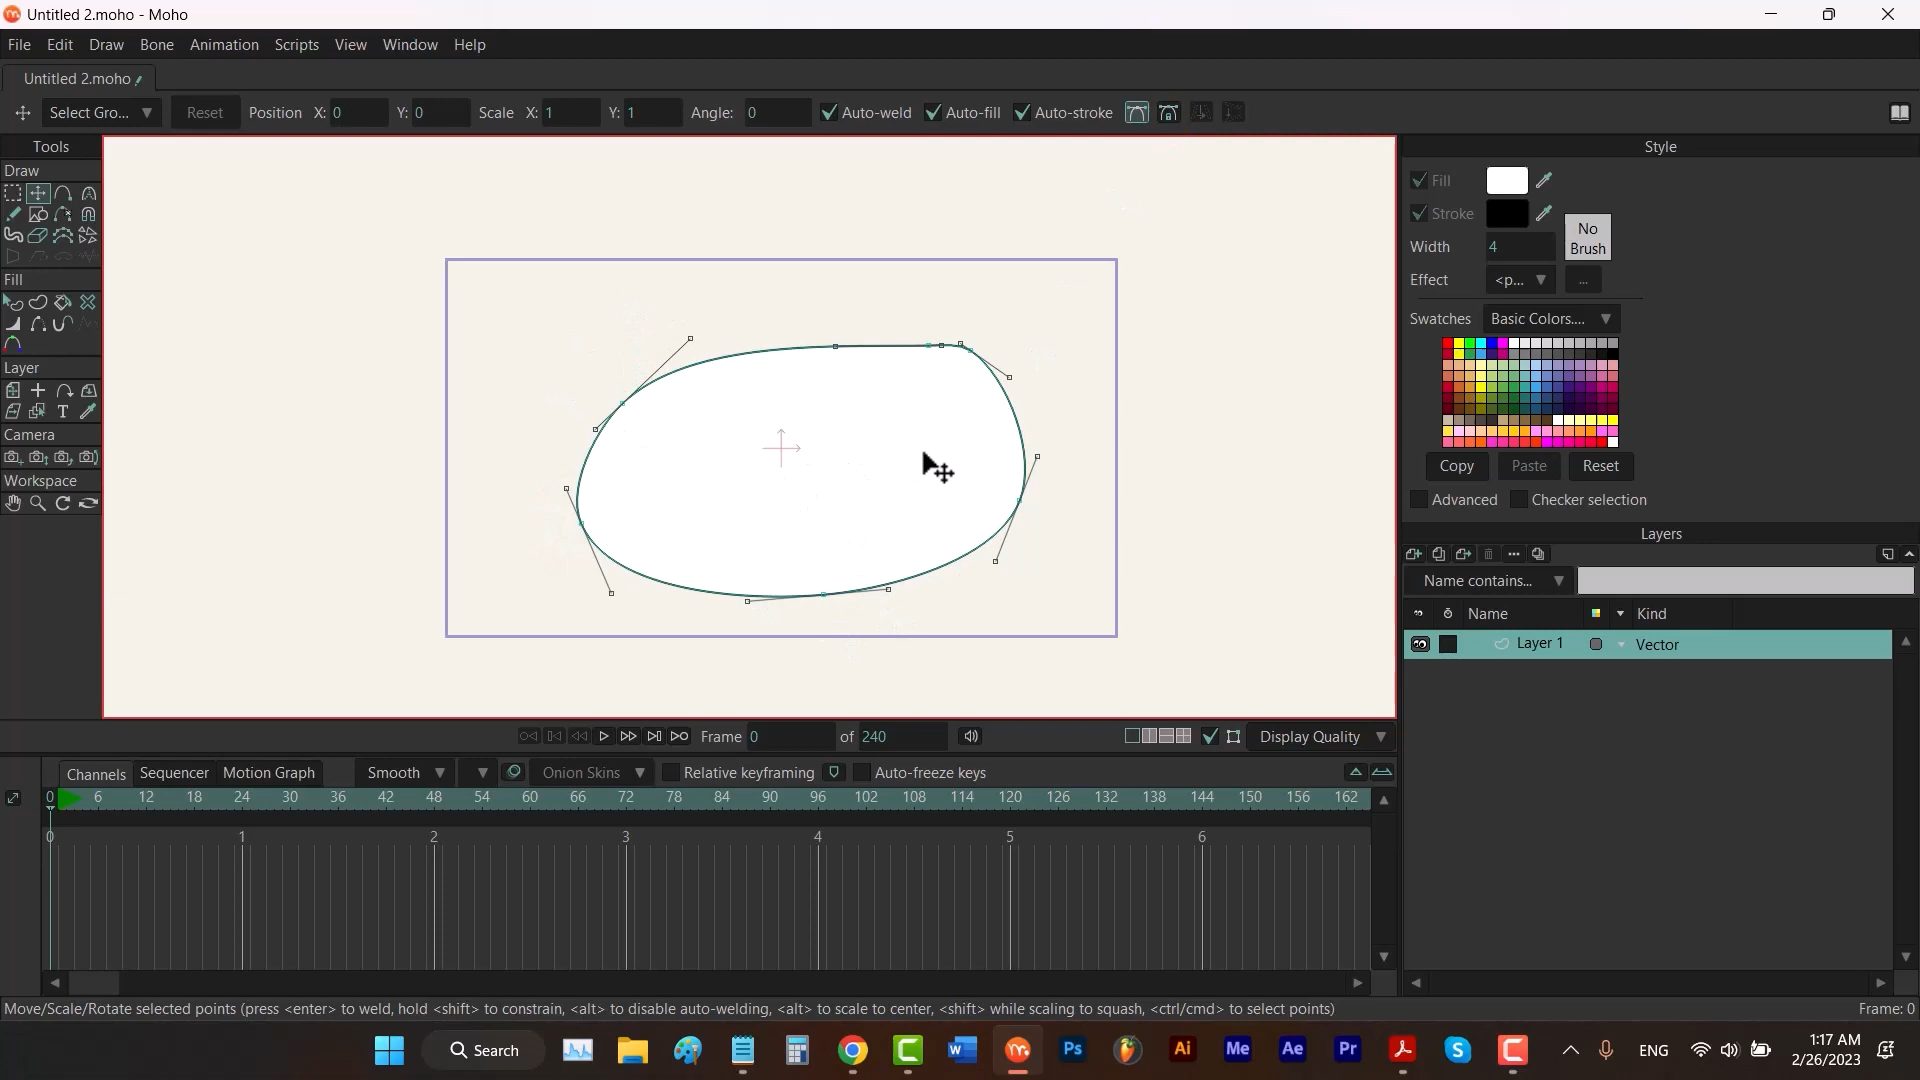 Untitled 2.moho - Moho
File Edit Draw Bone Animation Scripts View Window Help
Untitled 2.moho
Select Gro... Reset Position X: 0 Y: 0 Scale X: 1 Y: 1 Angle: 0 Auto-weld Auto-fill Auto-stroke
Tools
Draw
Fill
Layer
Camera
Workspace
Style
Fill
Stroke
No Brush
Width 4
Effect <p... ...
Swatches Basic Colors....
Copy Paste Reset
Advanced Checker selection
Layers
Name contains...
Name Kind
Layer 1 Vector
Frame 0 of 240 Display Quality
Channels Sequencer Motion Graph Smooth Onion Skins Relative keyframing Auto-freeze keys
0 6 12 18 24 30 36 42 48 54 60 66 72 78 84 90 96 102 108 114 120 126 132 138 144 150 156 162
0 1 2 3 4 5 6
Move/Scale/Rotate selected points (press <enter> to weld, hold <shift> to constrain, <alt> to disable auto-welding, <alt> to scale to center, <shift> while scaling to squash, <ctrl/cmd> to select points) Frame: 0
Search Ps Ai Me Ae Pr ENG 1:17 AM
2/26/2023